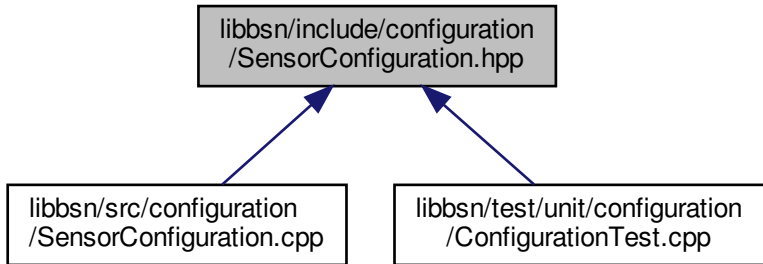 libbsn/include/configuration
/SensorConfiguration.hpp
libbsn/src/configuration
/SensorConfiguration.cpp
libbsn/test/unit/configuration
/ConfigurationTest.cpp